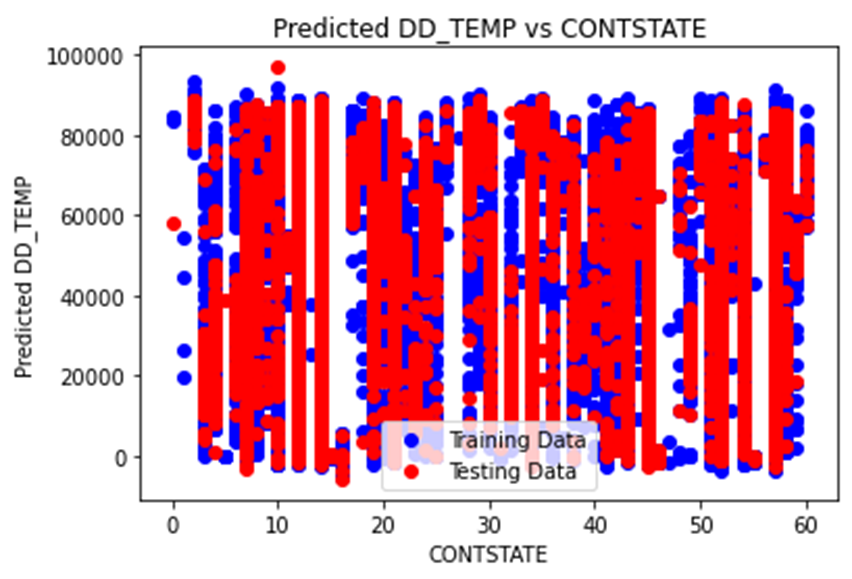 Predicted DD_TEMP vs CONTSTATE
100000
80000
60000
40000
20000
0
Predicted DD_TEMP
Training Data
Testing Data
0 10 20 30 40 50 60
CONTSTATE